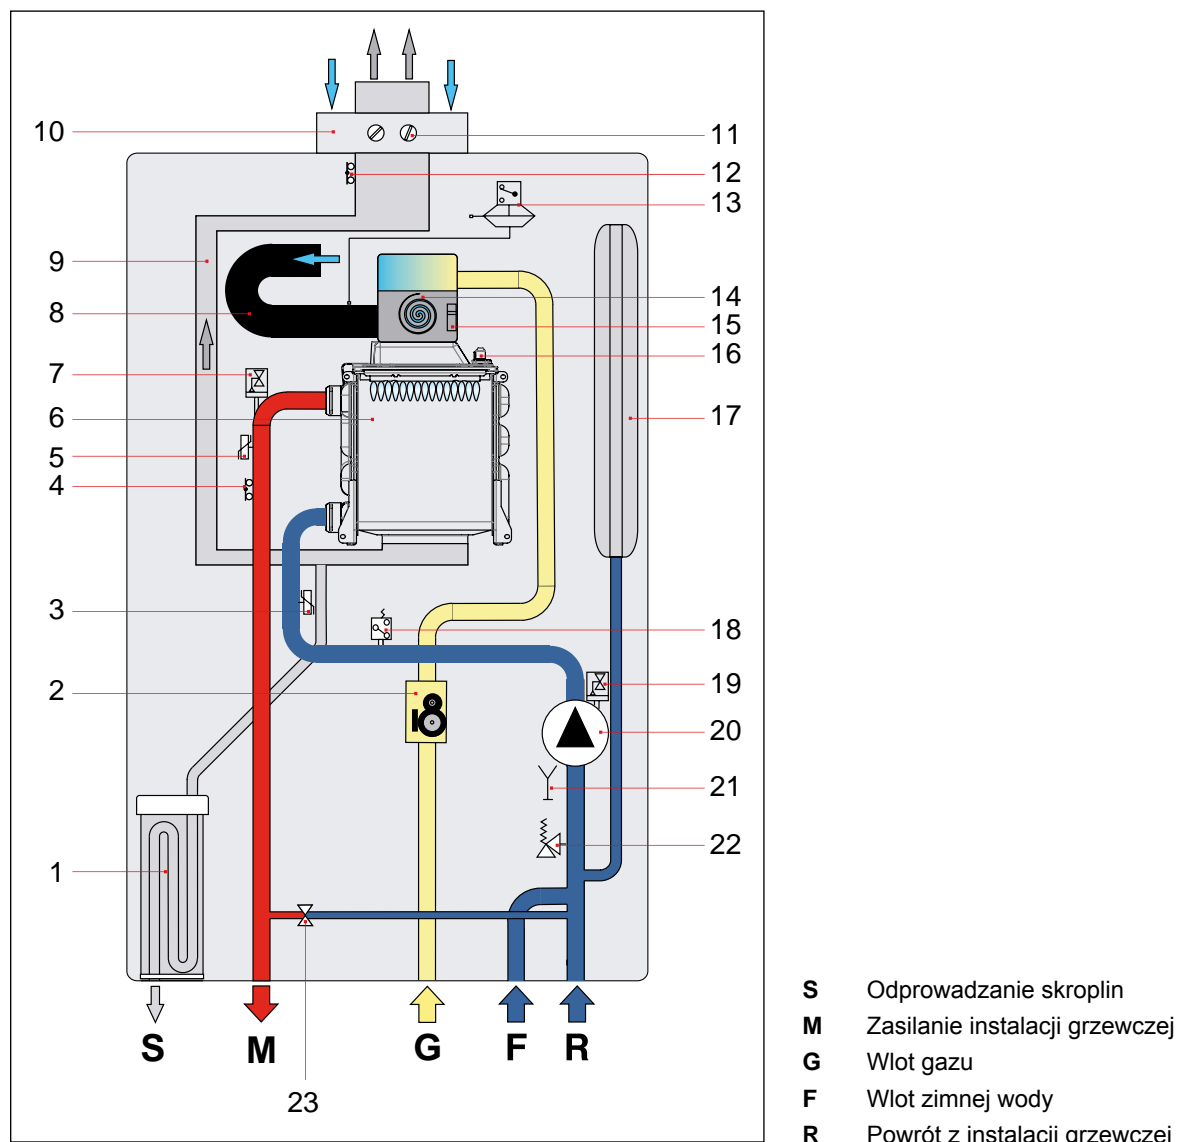 10
11
12
13
9
8
14
15
16
7
6
17
5
4
3
18
2
19
20
21
22
1
S
M
G
F
R
23
S Odprowadzanie skroplin
M Zasilanie instalacji grzewczej
G Wlot gazu
F Wlot zimnej wody
R Powrót z instalacji grzewczej